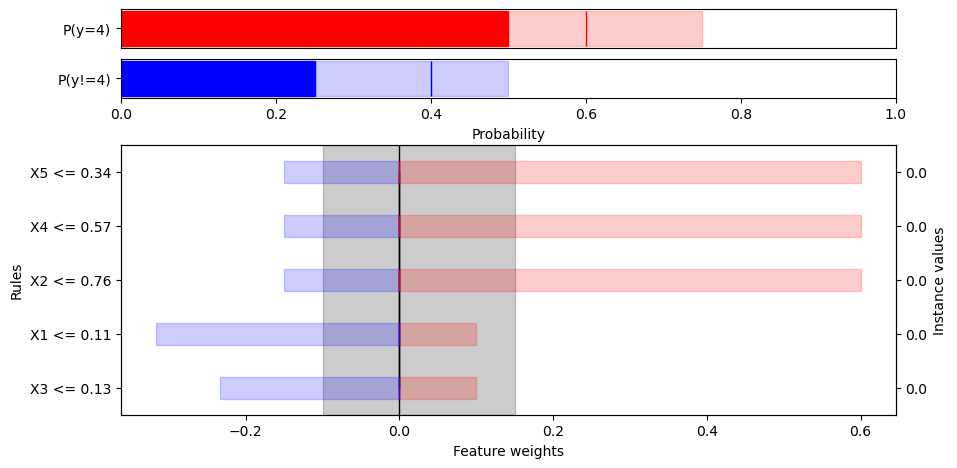 P(y=4)
P(y!=4)
0.0 0.2 0.4 0.6 0.8 1.0
Probability
X5 <= 0.34 0.0
X4 <= 0.57 0.0
X2 <= 0.76 0.0
X1 <= 0.11 0.0
X3 <= 0.13 0.0
Rules
Instance values
−0.2 0.0 0.2 0.4 0.6
Feature weights